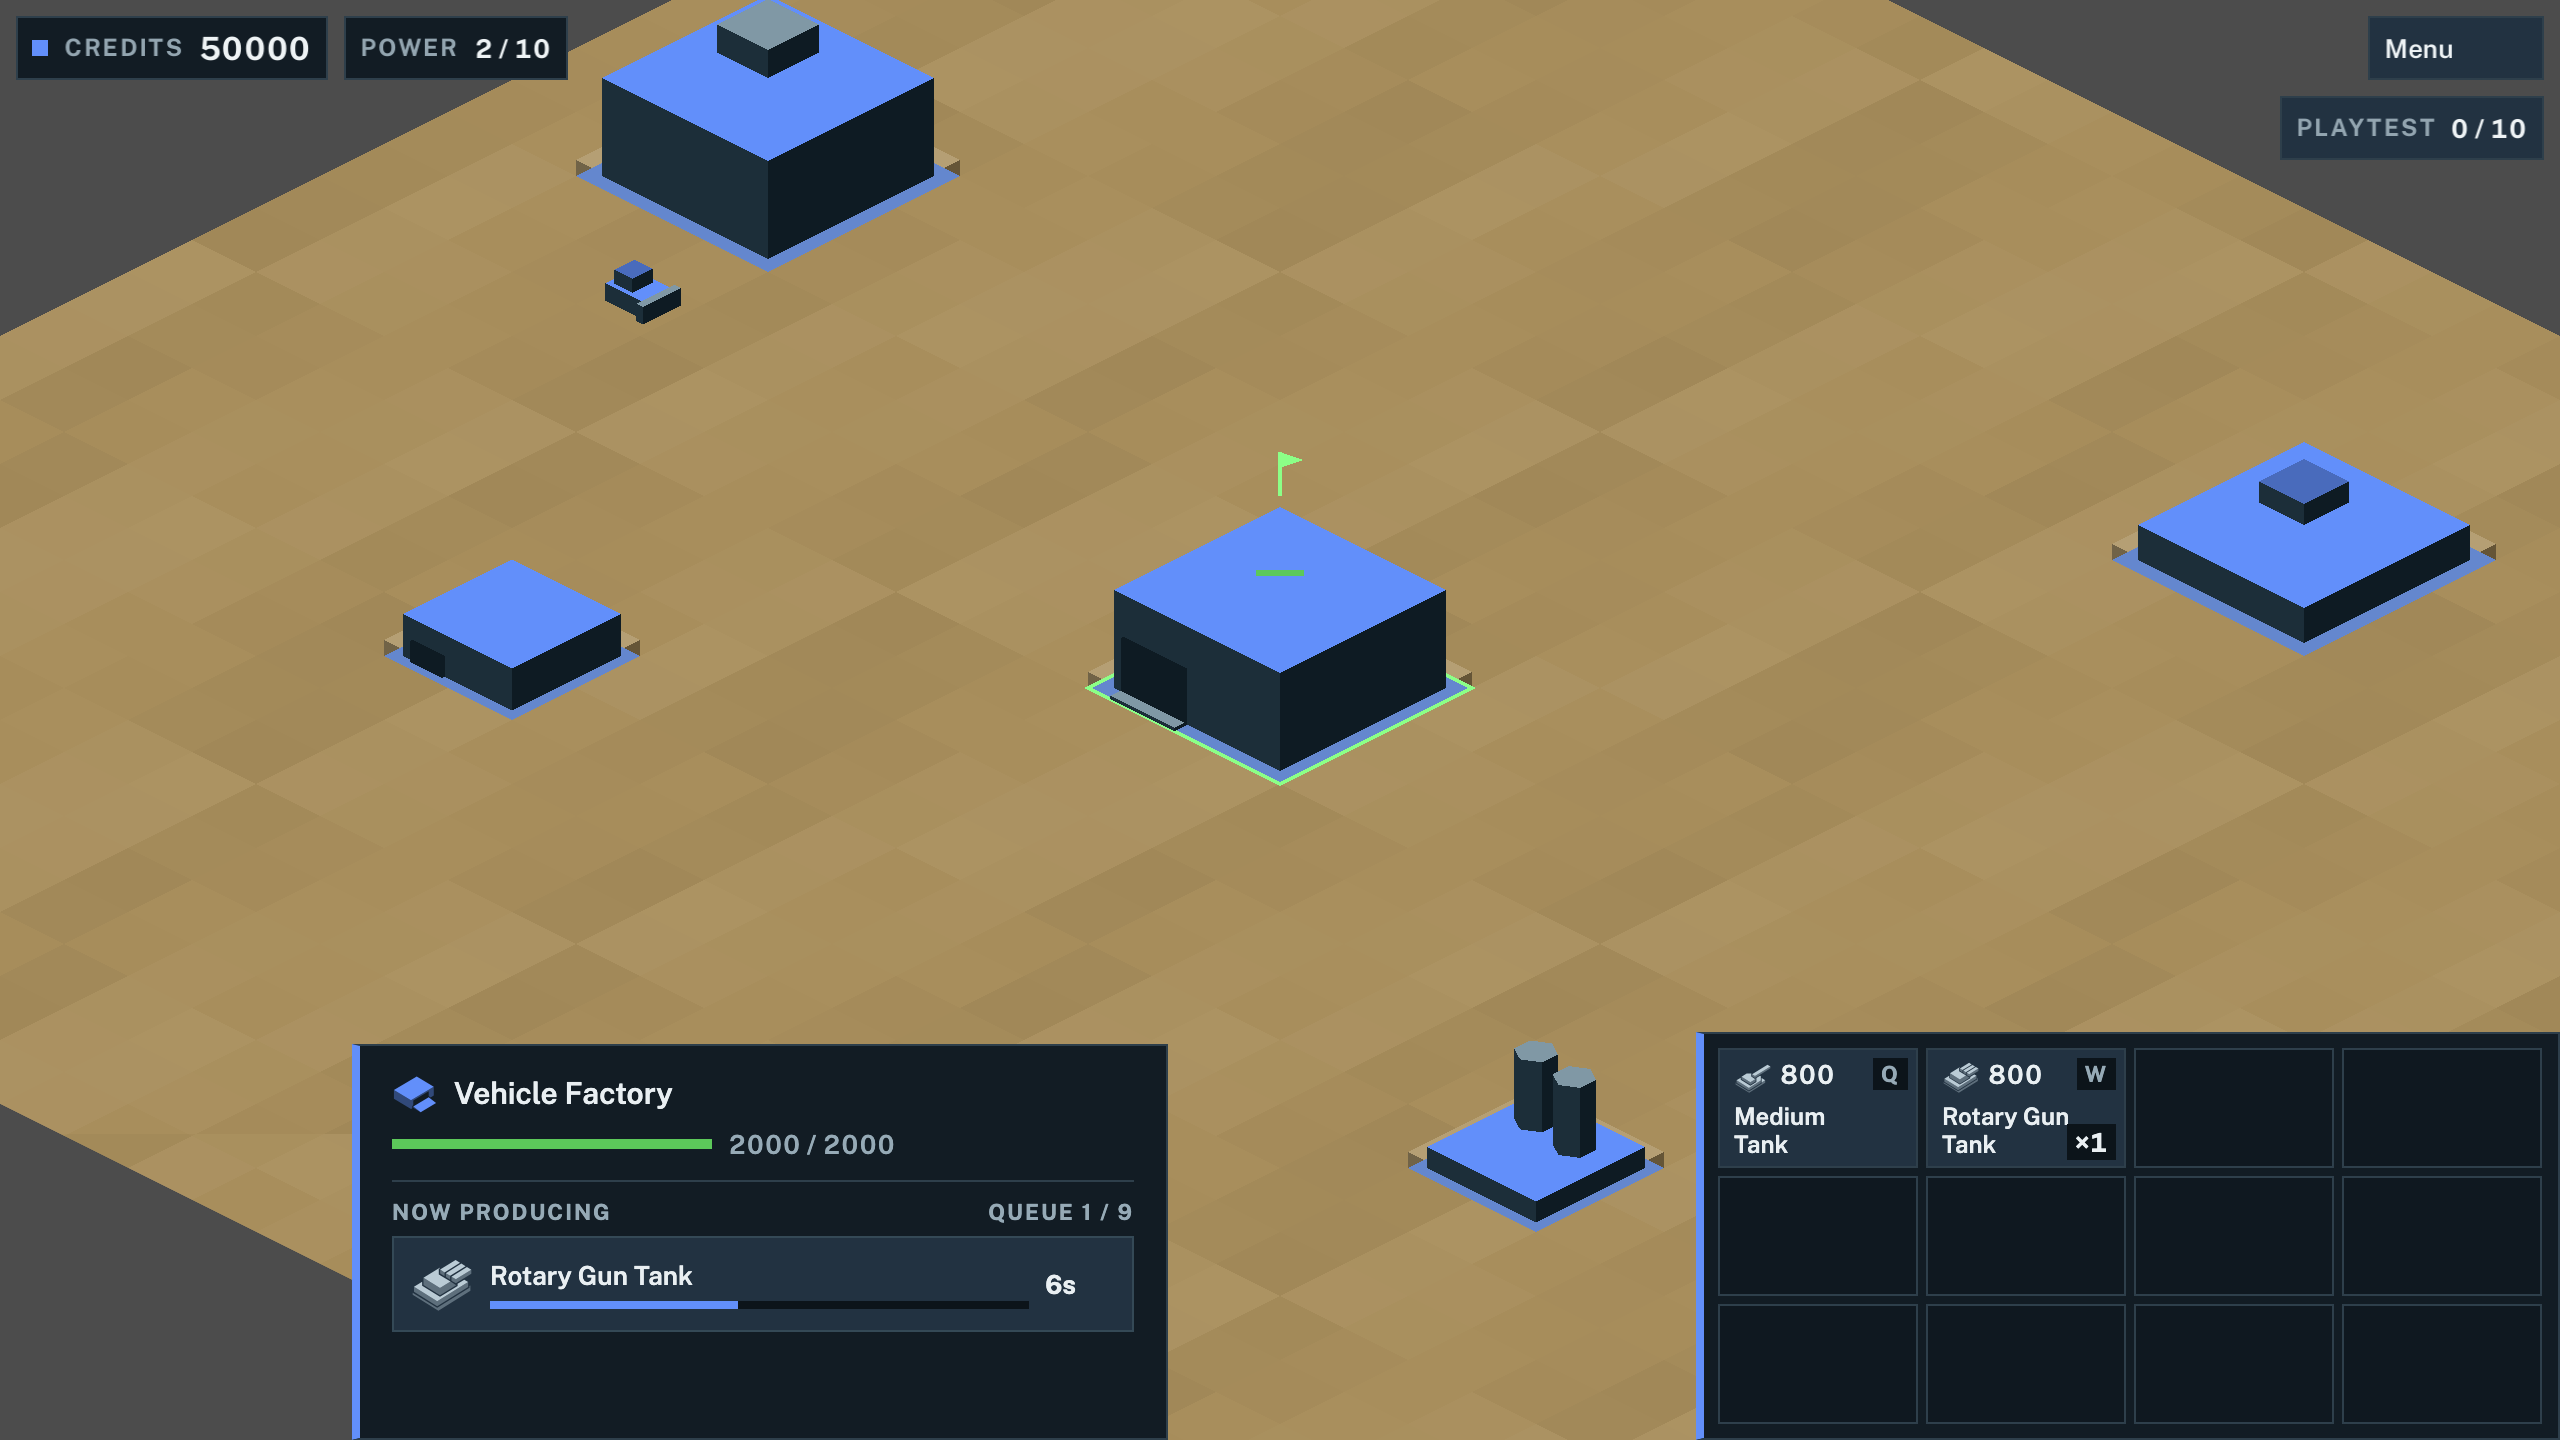 CREDITS 50000
POWER 2 / 10
Menu
PLAYTEST 0 / 10
Vehicle Factory
2000 / 2000
NOW PRODUCING
QUEUE 1 / 9
Rotary Gun Tank
6s
800 Q
Medium
Tank
800 W
Rotary Gun
Tank
×1